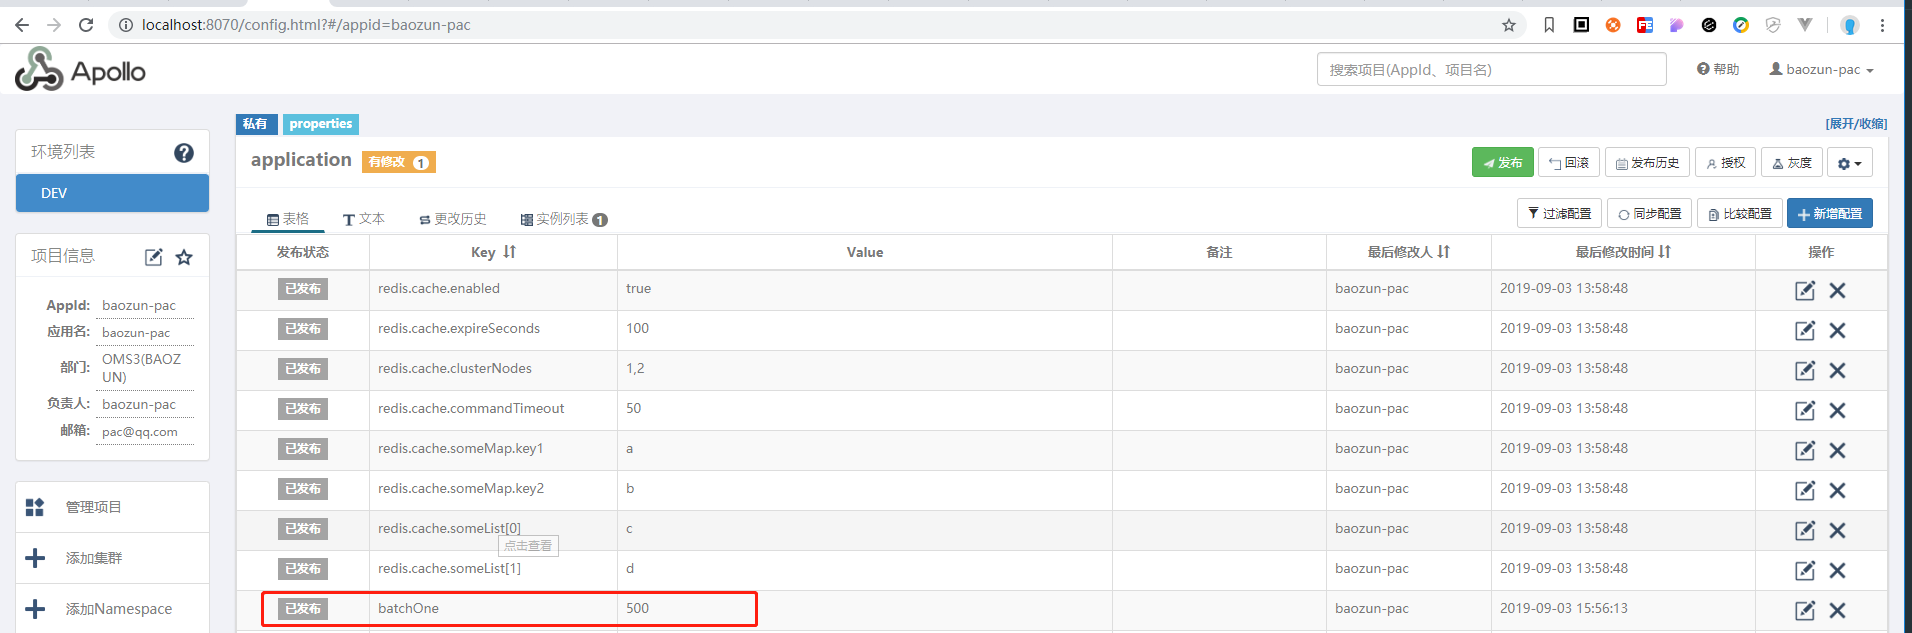 localhost:8070/config.html?#/appid=baozun-pac
Apollo
搜索项目(AppId、项目名)
帮助
baozun-pac
环境列表
DEV
项目信息
AppId: baozun-pac
应用名: baozun-pac
部门: OMS3(BAOZ
UN)
负责人: baozun-pac
邮箱: pac@qq.com
管理项目
添加集群
添加Namespace
私有 properties
[展开/收缩]
application 有修改 1
发布 回滚 发布历史 授权 灰度
表格 文本 更改历史 实例列表 1
过滤配置 同步配置 比较配置 新增配置
发布状态 Key Value 备注 最后修改人 最后修改时间 操作
已发布 redis.cache.enabled true baozun-pac 2019-09-03 13:58:48
已发布 redis.cache.expireSeconds 100 baozun-pac 2019-09-03 13:58:48
已发布 redis.cache.clusterNodes 1,2 baozun-pac 2019-09-03 13:58:48
已发布 redis.cache.commandTimeout 50 baozun-pac 2019-09-03 13:58:48
已发布 redis.cache.someMap.key1 a baozun-pac 2019-09-03 13:58:48
已发布 redis.cache.someMap.key2 b baozun-pac 2019-09-03 13:58:48
已发布 redis.cache.someList[0] c baozun-pac 2019-09-03 13:58:48
点击查看
已发布 redis.cache.someList[1] d baozun-pac 2019-09-03 13:58:48
已发布 batchOne 500 baozun-pac 2019-09-03 15:56:13